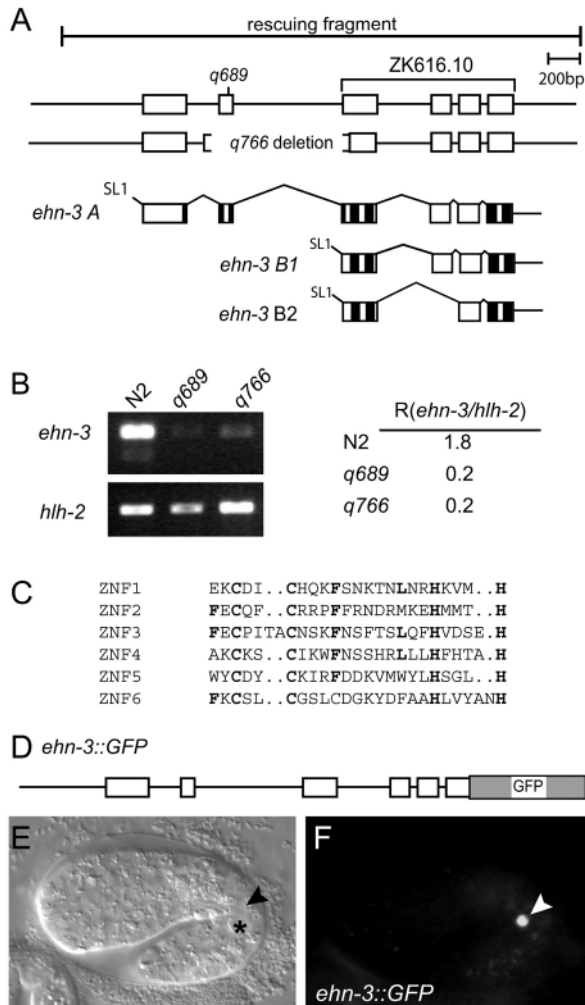 A
rescuing fragment
q689
ZK616.10
200bp
q766 deletion
SL1
ehn-3 A
SL1
ehn-3 B1
SL1
ehn-3 B2
B
N2 q689 q766
ehn-3
hlh-2
R(ehn-3/hlh-2)
N2 1.8
q689 0.2
q766 0.2
C
ZNF1 EKCDI..CHQKFSNKTNLNRHKVM..H
ZNF2 FECQF..CRRPFFRNDRMKEHMMT..H
ZNF3 FECPITACNSKFNSFTSLQFHVDSE.H
ZNF4 AKCKS..CIKWFNSSHRLLLHFHTA.H
ZNF5 WYCDY..CKIRFDDKVMWYLHSGL..H
ZNF6 FKCSL..CGSLCDGKYDFAAHLVYANH
D ehn-3::GFP
GFP
E
*
F
ehn-3::GFP